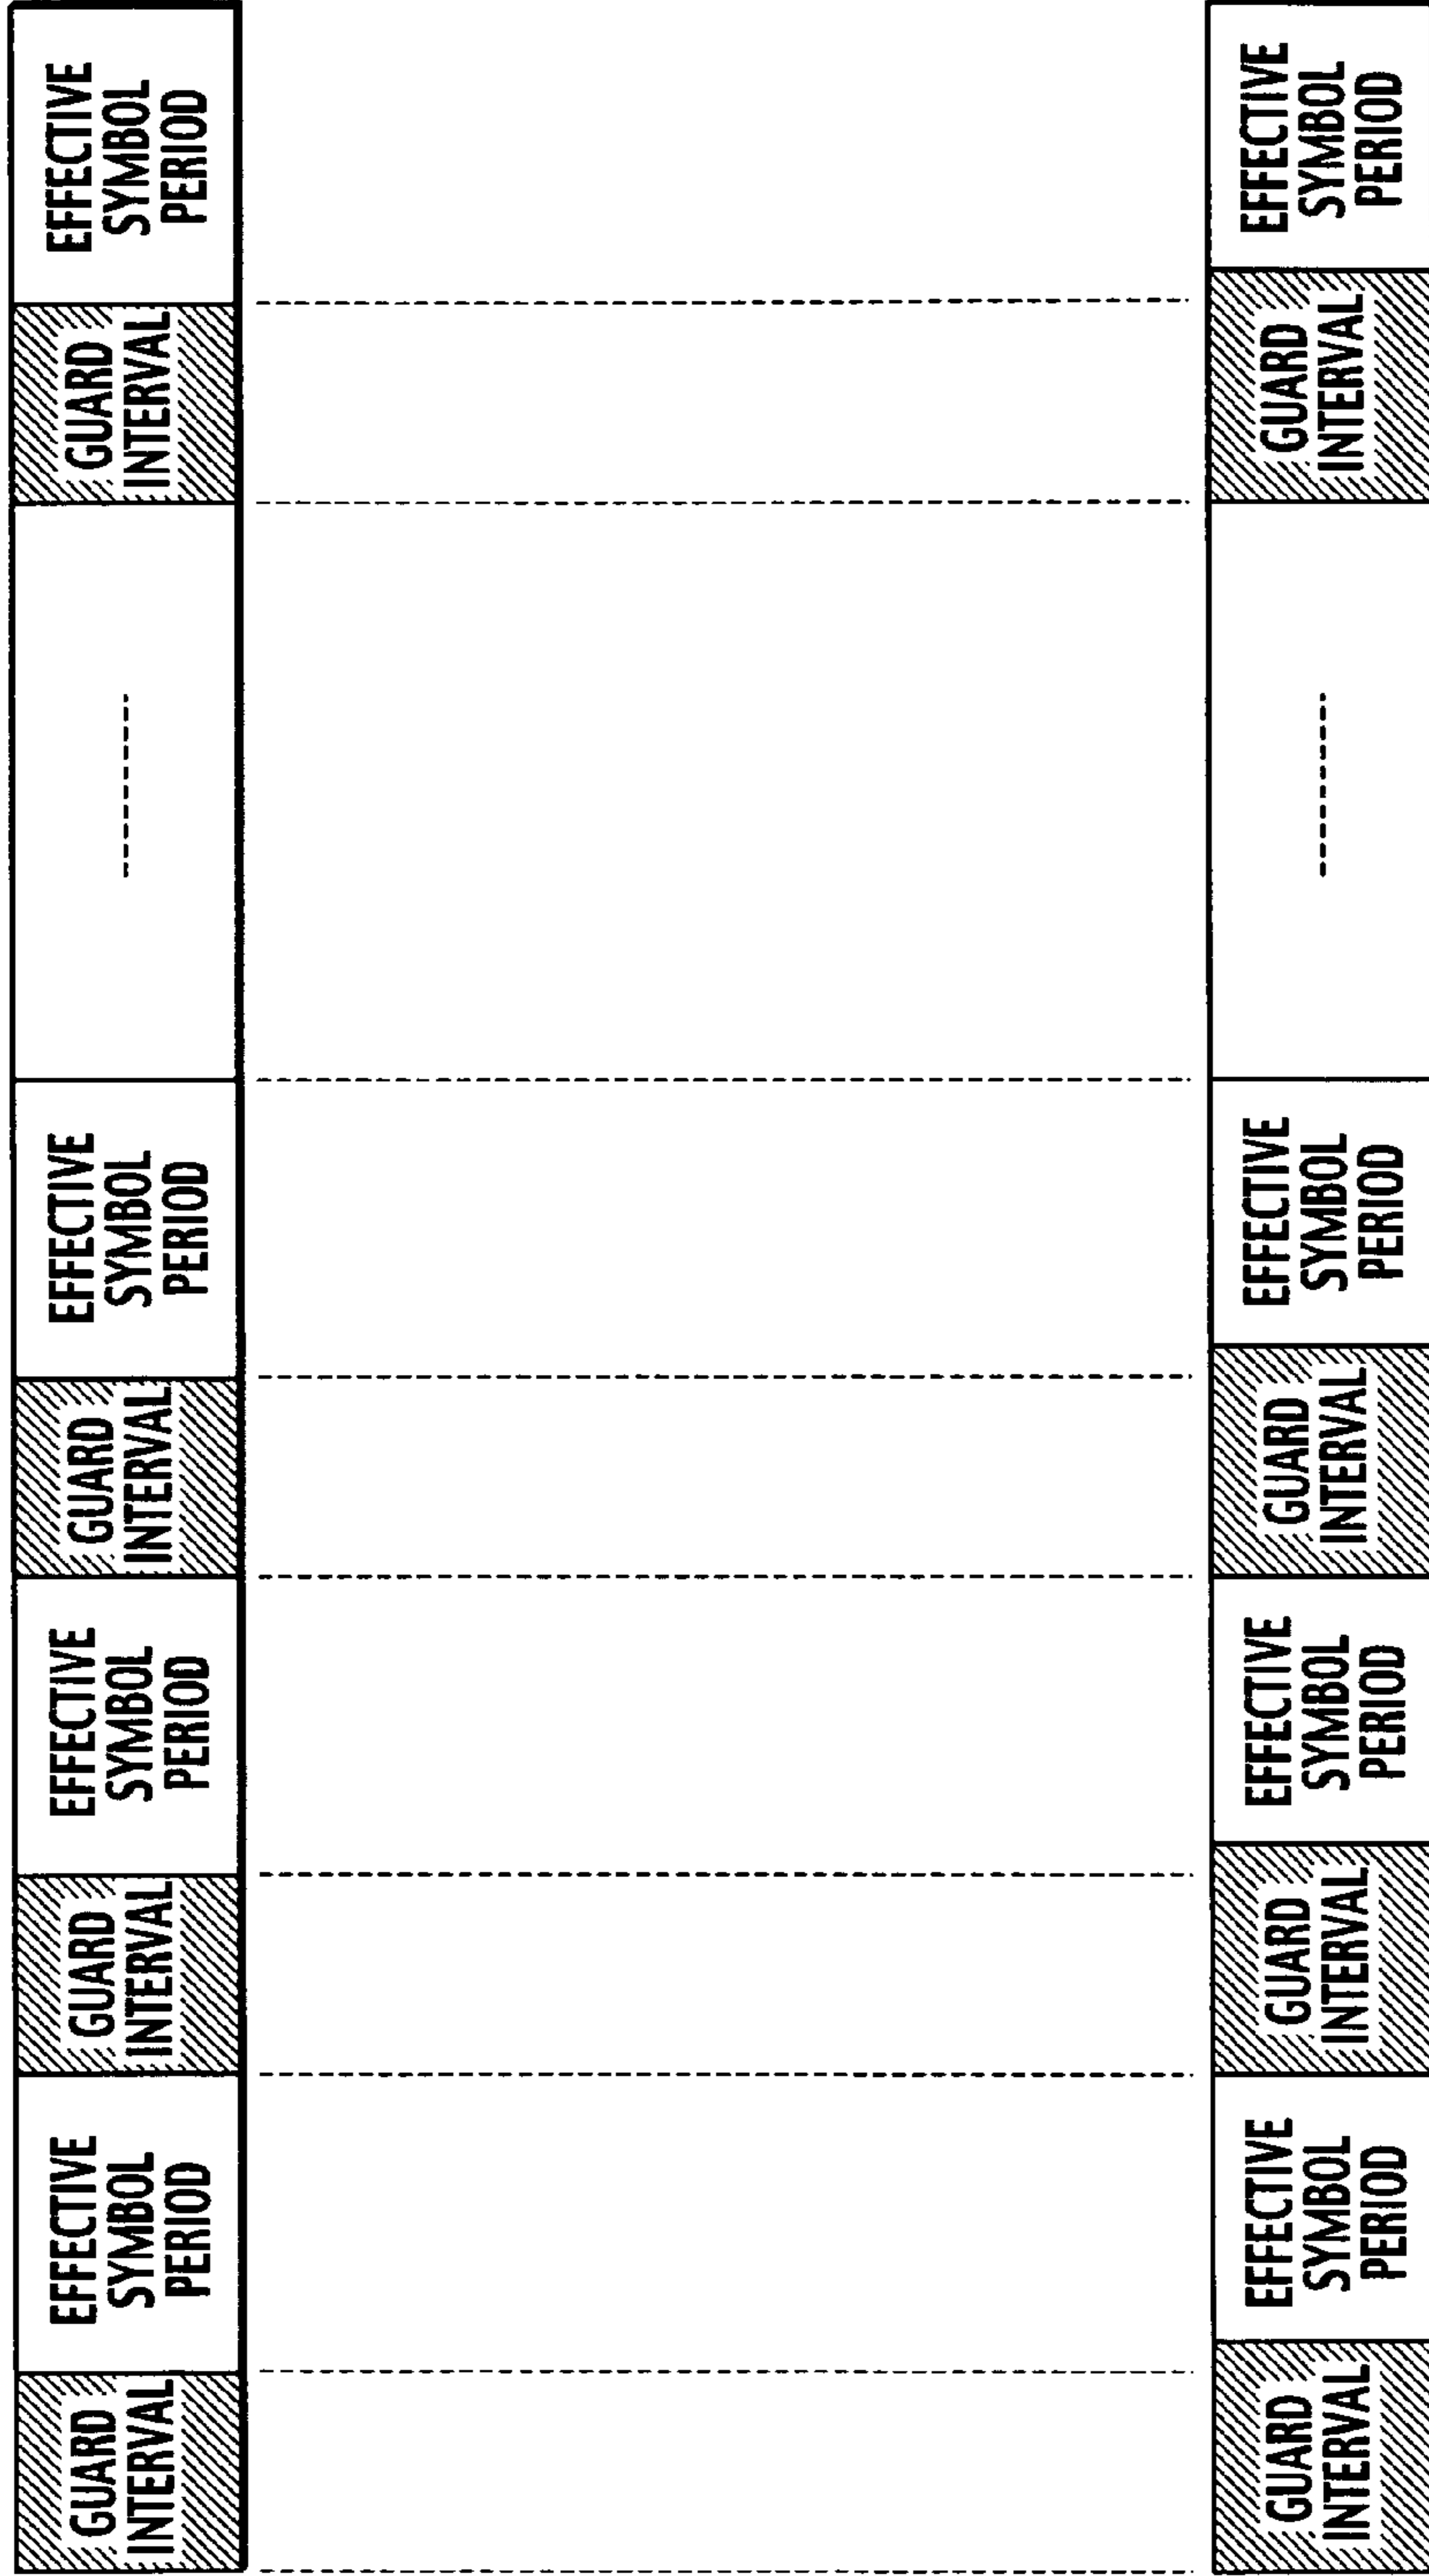 GUARD
INTERVAL
EFFECTIVE
SYMBOL
PERIOD
GUARD
INTERVAL
EFFECTIVE
SYMBOL
PERIOD
GUARD
INTERVAL
EFFECTIVE
SYMBOL
PERIOD
GUARD
INTERVAL
EFFECTIVE
SYMBOL
PERIOD
GUARD
INTERVAL
EFFECTIVE
SYMBOL
PERIOD
GUARD
INTERVAL
EFFECTIVE
SYMBOL
PERIOD
GUARD
INTERVAL
EFFECTIVE
SYMBOL
PERIOD
GUARD
INTERVAL
EFFECTIVE
SYMBOL
PERIOD